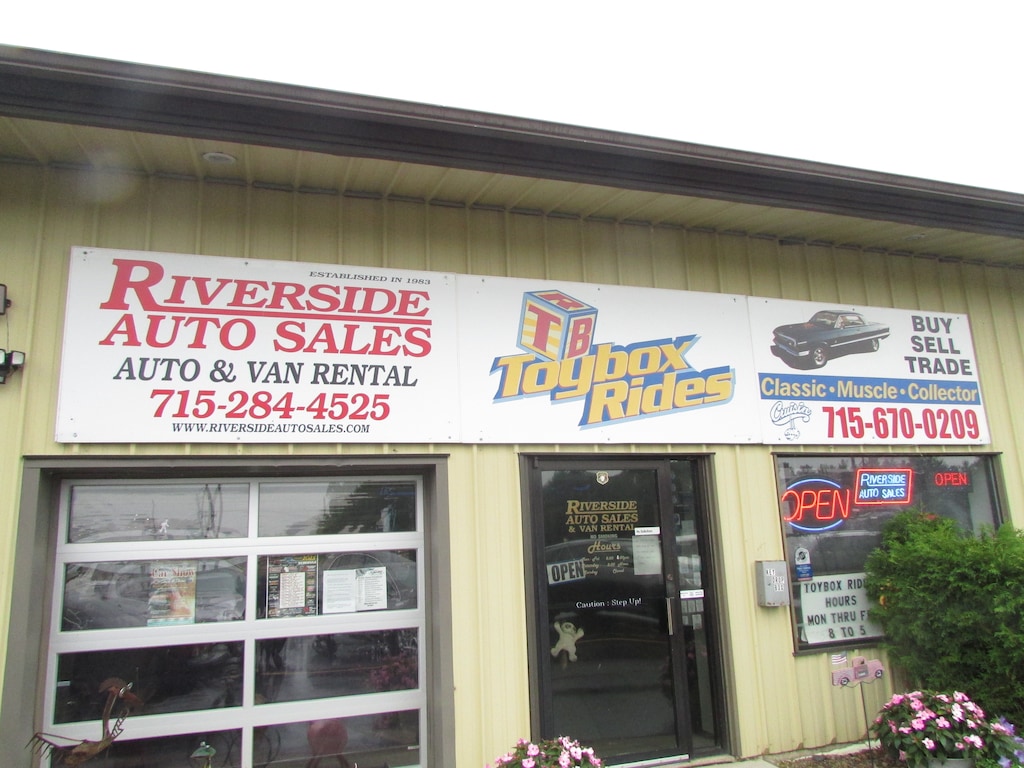 ESTABLISHED IN 1983
RIVERSIDE
AUTO SALES
AUTO & VAN RENTAL
715-284-4525
WWW.RIVERSIDEAUTOSALES.COM
T R B
Toybox
Rides
BUY
SELL
TRADE
Classic • Muscle • Collector
715-670-0209
OPEN
RIVERSIDE
AUTO SALES
OPEN
RIVERSIDE
AUTO SALES
& VAN RENTAL
NO SMOKING
Hours
OPEN
Caution : Step Up!
TOYBOX
HOURS
MON THRU
8 TO 5